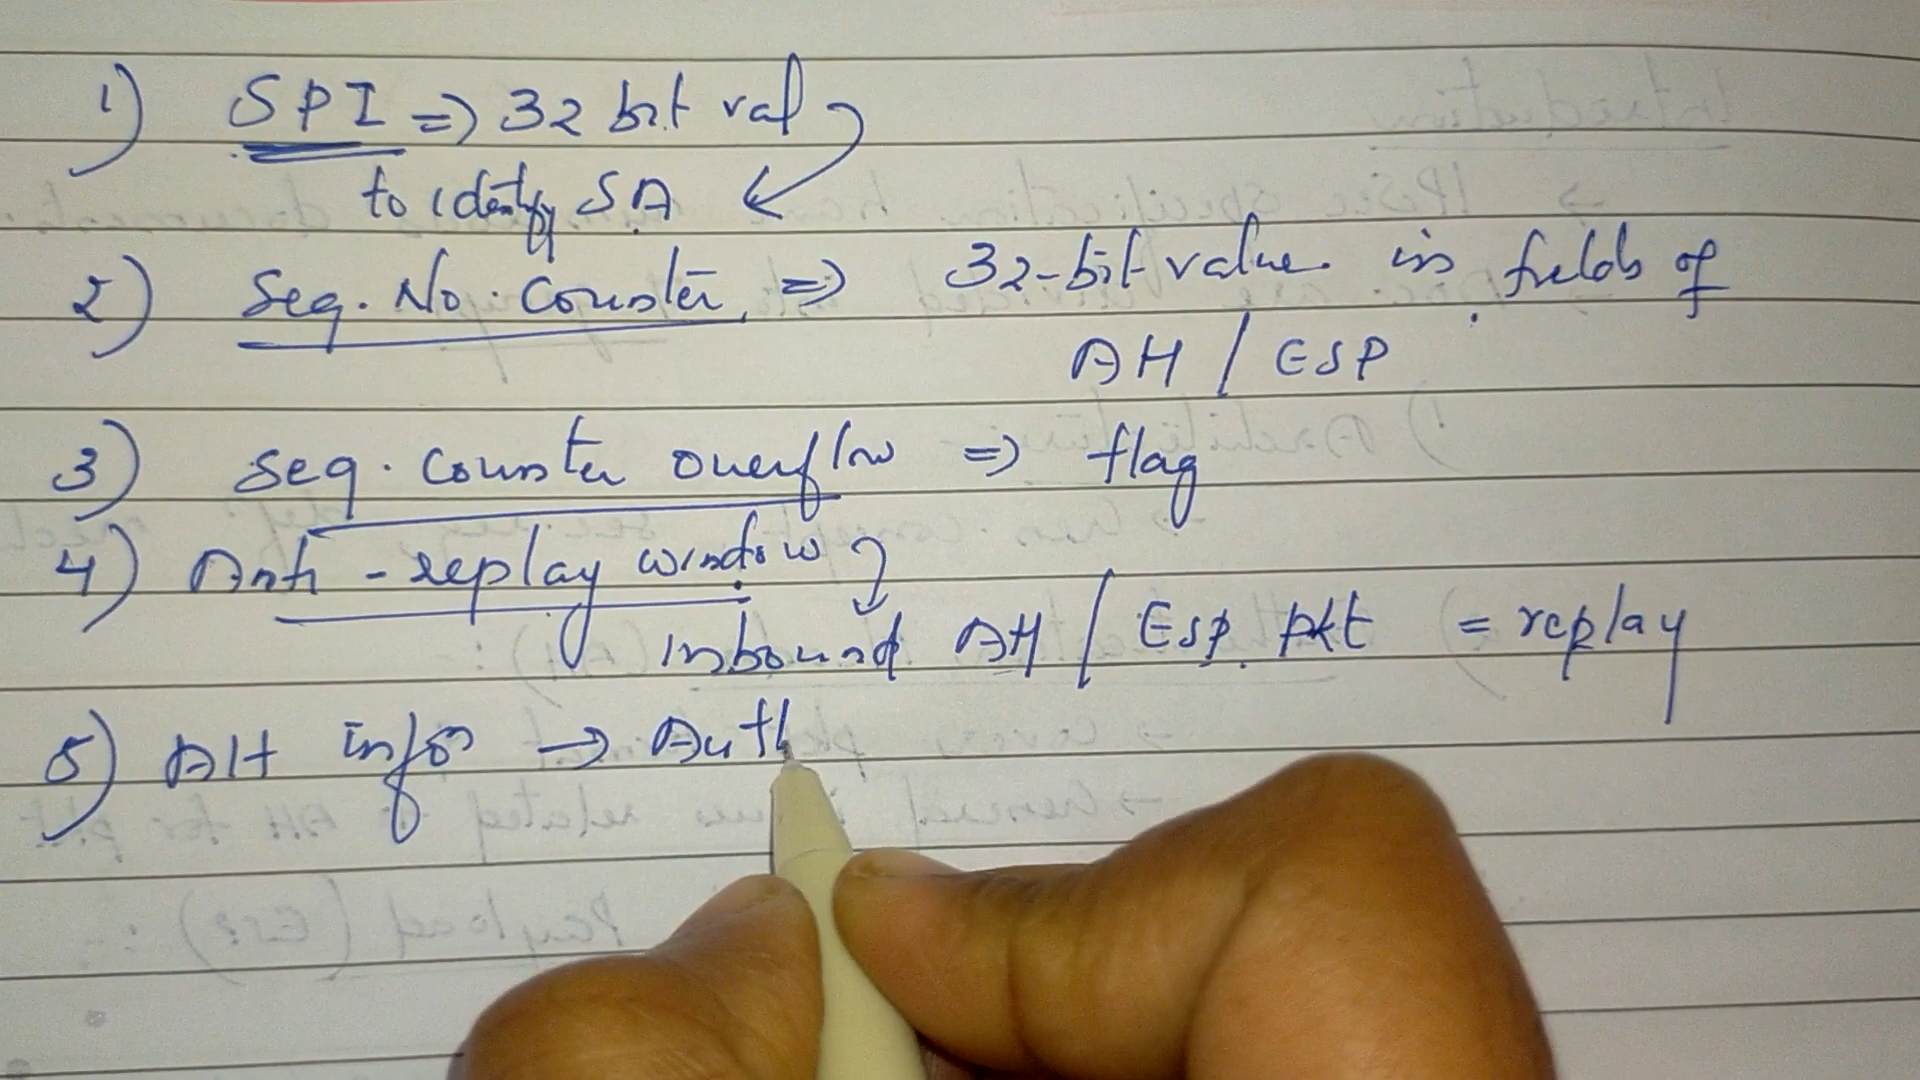 1) SPI => 32 bit val
to identify SA
2) Seq. No. Counter => 32-bit value in fields of
AH / ESP
3) Seq. Counter overflow => flag
4) Anti-replay window
inbound AH / ESP pkt = replay
5) AH info → Auth